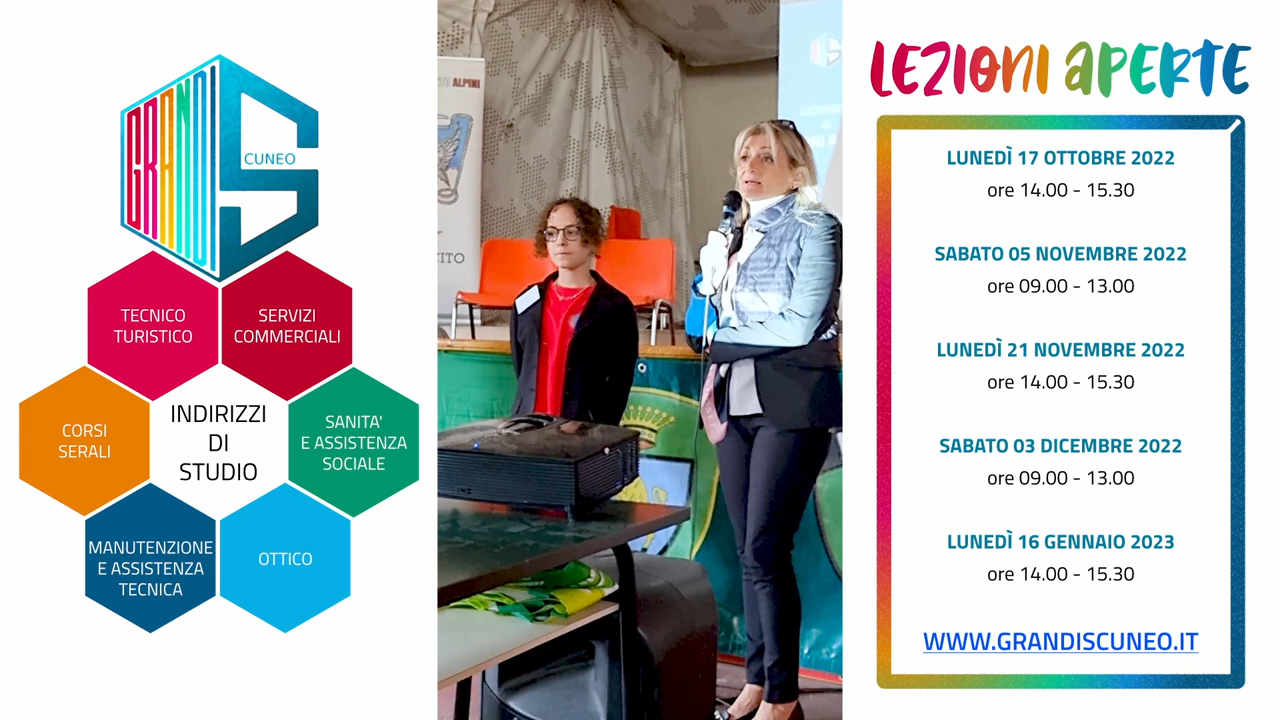 GRANDI
S
CUNEO
TECNICO
TURISTICO
SERVIZI
COMMERCIALI
CORSI
SERALI
INDIRIZZI
DI
STUDIO
SANITA'
E ASSISTENZA
SOCIALE
MANUTENZIONE
E ASSISTENZA
TECNICA
OTTICO
ALPINI
LEZIONI APERTE
LUNEDÌ 17 OTTOBRE 2022
ore 14.00 - 15.30
SABATO 05 NOVEMBRE 2022
ore 09.00 - 13.00
LUNEDÌ 21 NOVEMBRE 2022
ore 14.00 - 15.30
SABATO 03 DICEMBRE 2022
ore 09.00 - 13.00
LUNEDÌ 16 GENNAIO 2023
ore 14.00 - 15.30
WWW.GRANDISCUNEO.IT